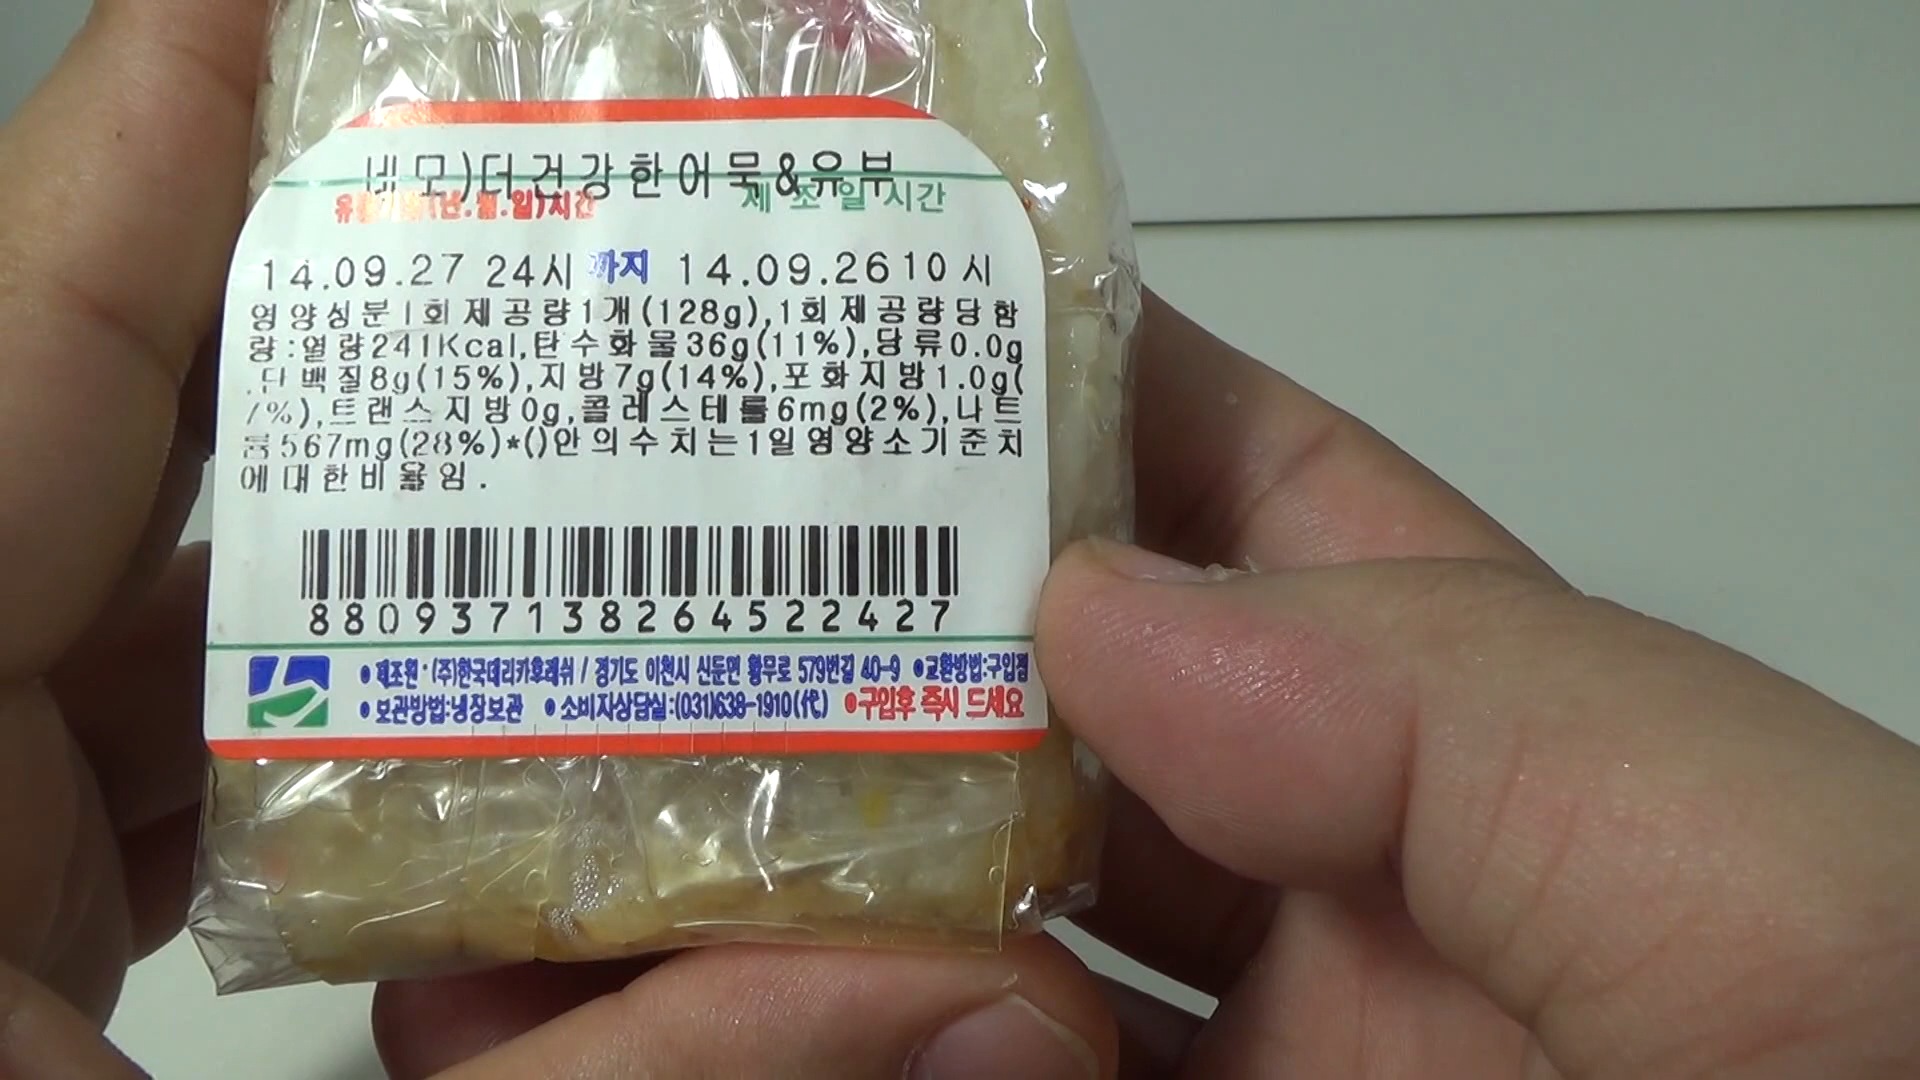 네모)더건강한어묵&유부
유통기한(년.월.일)시간 제조일시간
14.09.27 24시 까지 14.09.26 10시
영양성분1회제공량1개(128g),1회제공량당함
량:열량241Kcal,탄수화물36g(11%),당류0.0g
,단백질8g(15%),지방7g(14%),포화지방1.0g(
7%),트랜스지방0g,콜레스테롤6mg(2%),나트
륨567mg(28%)*()안의수치는1일영양소기준치
에대한비율임.
880937138264522427
●제조원:(주)한국데리카후레쉬 / 경기도 이천시 신둔면 황무로 579번길 40-9 ●교환방법:구입점
●보관방법:냉장보관 ●소비자상담실:(031)638-1910(代) ●구입후 즉시 드세요